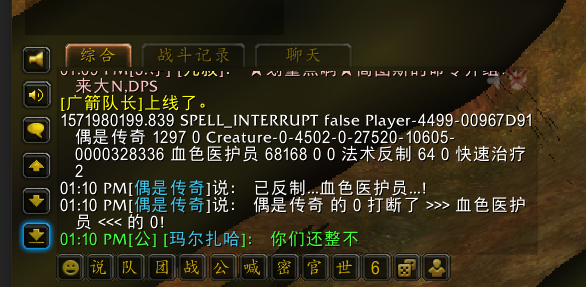 综合 战斗记录 聊天
来大N,DPS
[广箭队长]上线了。
1571980199.839 SPELL_INTERRUPT false Player-4499-00967D91
偶是传奇 1297 0 Creature-0-4502-0-27520-10605-
0000328336 血色医护员 68168 0 0 法术反制 64 0 快速治疗
2
01:10 PM[偶是传奇]说: 已反制...血色医护员...!
01:10 PM[偶是传奇]说: 偶是传奇 的 0 打断了 >>> 血色医护
员 <<< 的 0!
01:10 PM[公] [玛尔扎哈]: 你们还整不
说 队 团 战 公 喊 密 官 世 6